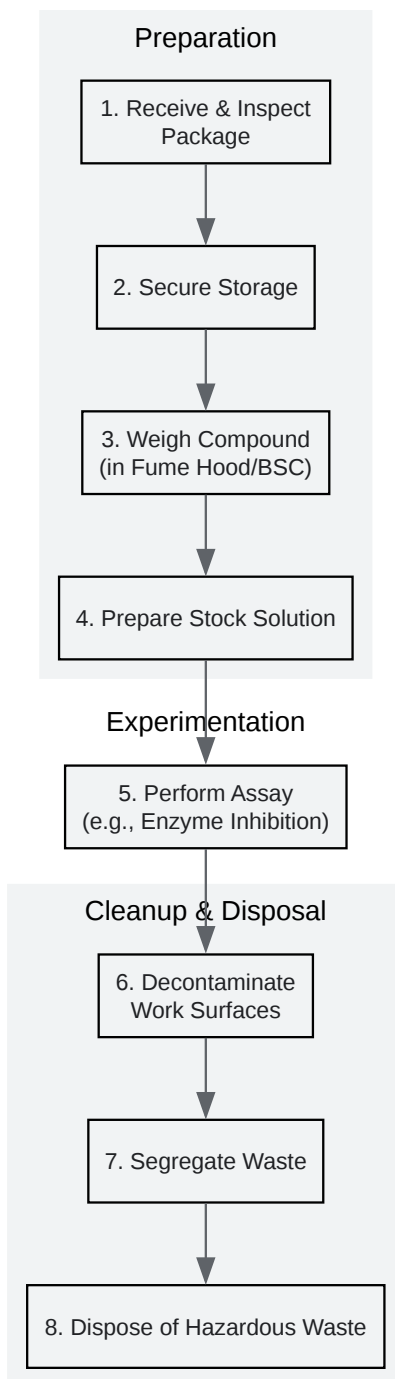 Preparation
1. Receive & Inspect
Package
2. Secure Storage
3. Weigh Compound
(in Fume Hood/BSC)
4. Prepare Stock Solution
Experimentation
5. Perform Assay
(e.g., Enzyme Inhibition)
Cleanup & Disposal
6. Decontaminate
Work Surfaces
7. Segregate Waste
8. Dispose of Hazardous Waste